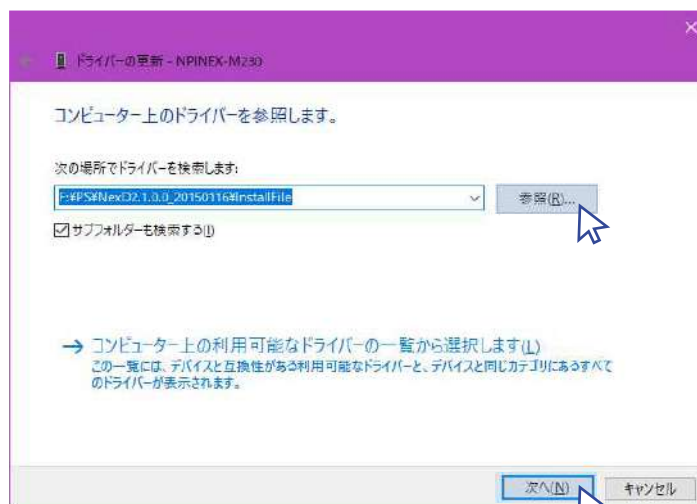 ドライバーの更新 - NPINEX-M230
コンピューター上のドライバーを参照します。
次の場所でドライバーを検索します:
F:¥PS¥NexD2.1.0.0_20150116¥InstallFile
参照(R)...
サブフォルダーも検索する(I)
→ コンピューター上の利用可能なドライバーの一覧から選択します(L)
この一覧には、デバイスと互換性がある利用可能なドライバーと、デバイスと同じカテゴリにあるすべて
のドライバーが表示されます。
次へ(N)
キャンセル